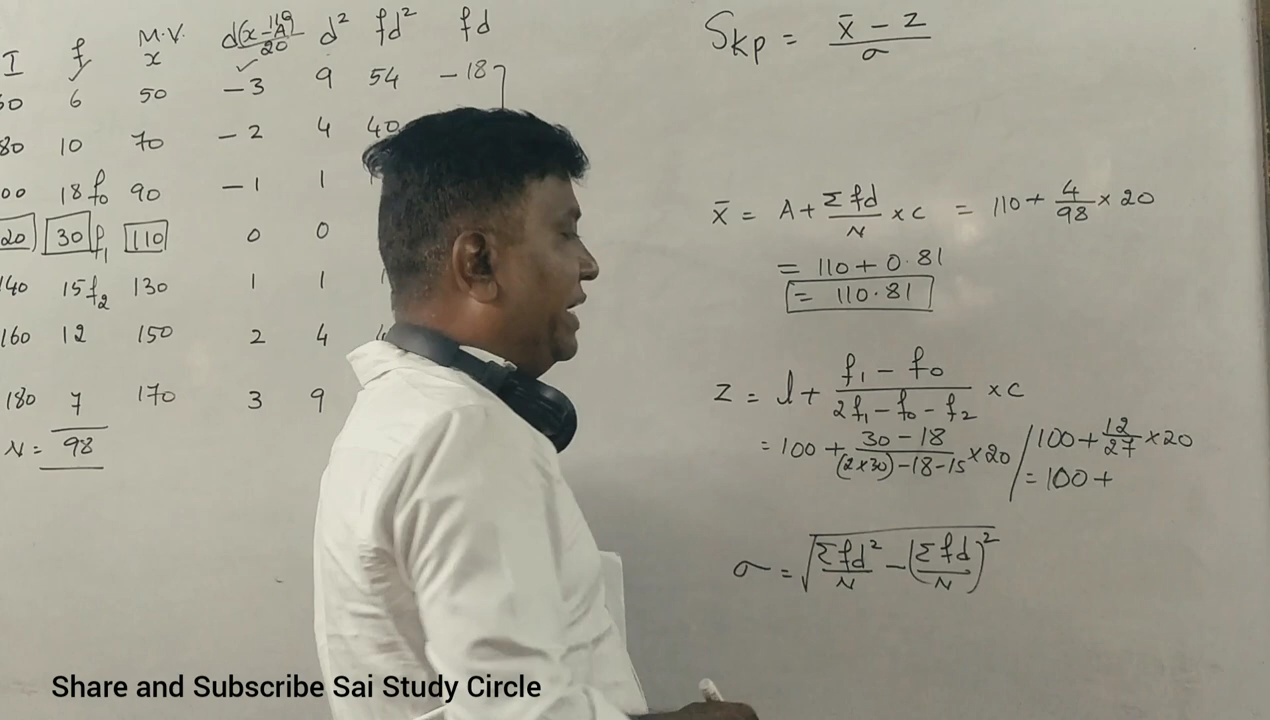 I f M.V. x d(x-A)/20 110 d² fd² fd
60 6 50 -3 9 54 -18
80 10 70 -2 4 40
00 18 f₀ 90 -1 1
20 30 f₁ 110 0 0
140 15 f₂ 130 1 1
160 12 150 2 4
180 7 170 3 9
N = 98
Skp = (x̄ - z)/σ
x̄ = A + Σfd/N × c = 110 + 4/98 × 20
= 110 + 0.81
= 110.81
z = l + (f₁ - f₀)/(2f₁ - f₀ - f₂) × c
= 100 + (30 - 18)/((2×30) - 18 - 15) × 20 / 100 + 12/27 × 20
= 100 +
σ = √(Σfd²/N - (Σfd/N)²)
Share and Subscribe Sai Study Circle